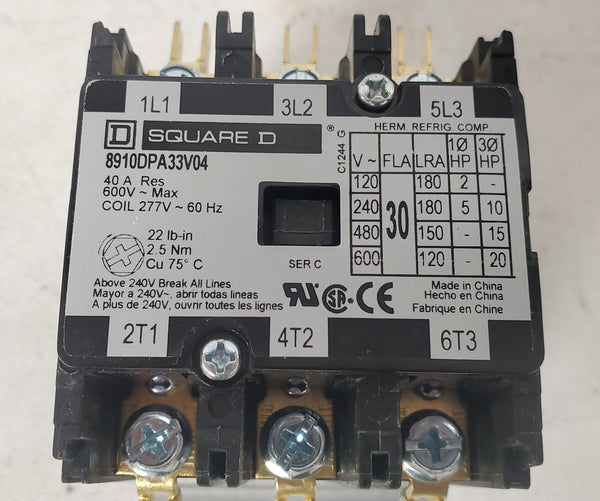 1L1 3L2 5L3
D SQUARE D ®
8910DPA33V04
40 A Res
600V ~ Max
COIL 277V ~ 60 Hz
22 lb-in
2.5 Nm
Cu 75° C
SER C
C1244 G
HERM. REFRIG. COMP.
V~ FLA LRA 1Ø HP 3Ø HP
120 30 180 2 -
240 180 5 10
480 150 - 15
600 120 - 20
Above 240V Break All Lines
Mayor a 240V~, abrir todas lineas
A plus de 240V, ouvrir toutes les lignes
RU SA CE
Made in China
Hecho en China
Fabrique en Chine
2T1 4T2 6T3